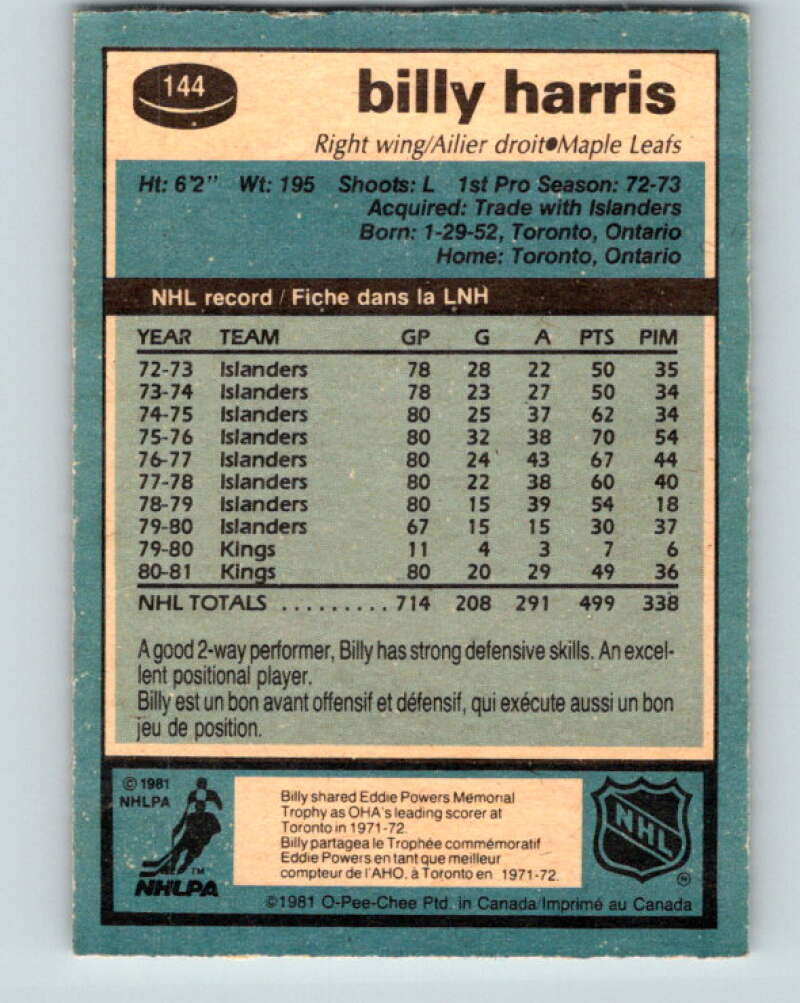 144
billy harris
Right wing/Ailier droit●Maple Leafs
Ht: 6'2" Wt: 195 Shoots: L 1st Pro Season: 72-73
Acquired: Trade with Islanders
Born: 1-29-52, Toronto, Ontario
Home: Toronto, Ontario
NHL record / Fiche dans la LNH
YEAR TEAM GP G A PTS PIM
72-73 Islanders 78 28 22 50 35
73-74 Islanders 78 23 27 50 34
74-75 Islanders 80 25 37 62 34
75-76 Islanders 80 32 38 70 54
76-77 Islanders 80 24 43 67 44
77-78 Islanders 80 22 38 60 40
78-79 Islanders 80 15 39 54 18
79-80 Islanders 67 15 15 30 37
79-80 Kings 11 4 3 7 6
80-81 Kings 80 20 29 49 36
NHL TOTALS ......... 714 208 291 499 338
A good 2-way performer, Billy has strong defensive skills. An excel-
lent positional player.
Billy est un bon avant offensif et défensif, qui exécute aussi un bon
jeu de position.
© 1981
NHLPA
TM
NHLPA
Billy shared Eddie Powers Memorial
Trophy as OHA's leading scorer at
Toronto in 1971-72.
Billy partagea le Trophée commémoratif
Eddie Powers en tant que meilleur
compteur de l'AHO, à Toronto en 1971-72.
NHL
®
©1981 O-Pee-Chee Ptd. in Canada/Imprimé au Canada